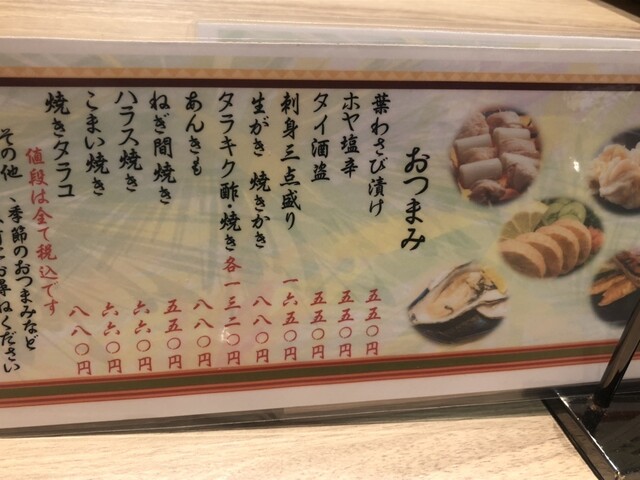 おつまみ
葉わさび漬け 五五〇円
ホヤ塩辛 五五〇円
タイ酒盗 五五〇円
刺身三点盛り 一六五〇円
生がき 焼きかき 八八〇円
タラキク酢・焼き 各一三二〇円
あんきも 八八〇円
ねぎ間焼き 五五〇円
ハラス焼き 六六〇円
こまい焼き 六六〇円
焼きタラコ 八八〇円
値段は全て税込です
その他、季節のおつまみなど
お尋ねください